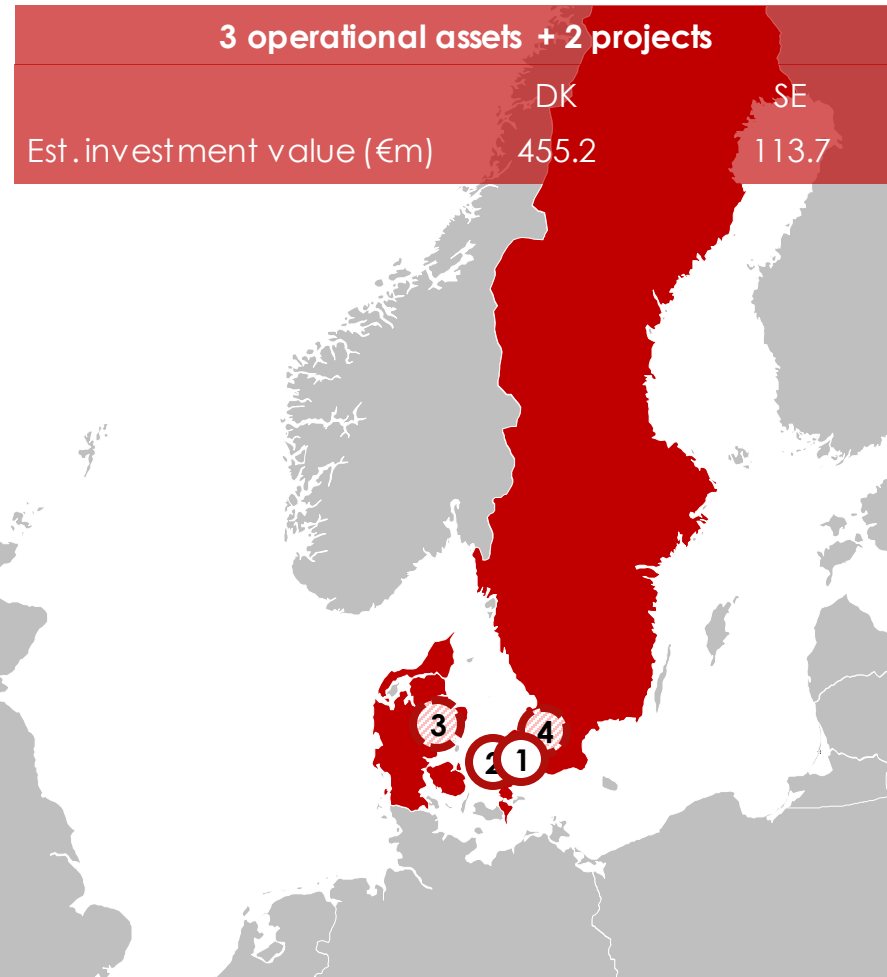 3 operational assets + 2 projects
DK SE
Est. investment value (€m) 455.2 113.7
3
4
2
1